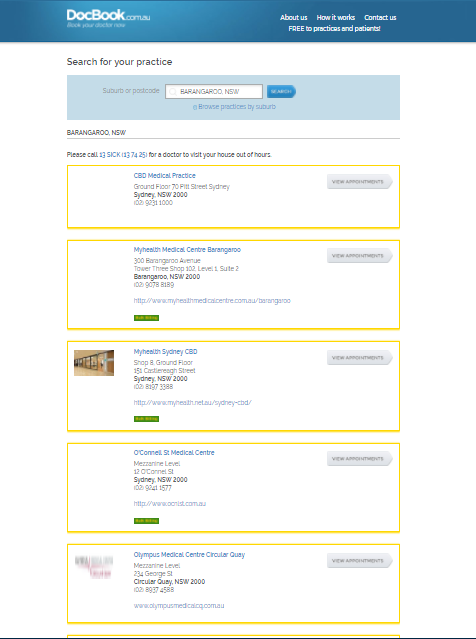 DocBook.com.au
Book your doctor now
About us How it works Contact us
FREE to practices and patients!
Search for your practice
Suburb or postcode BARANGAROO, NSW SEARCH
Browse practices by suburb
BARANGAROO, NSW
Please call 13 SICK (13 74 25) for a doctor to visit your house out of hours.
CBD Medical Practice
VIEW APPOINTMENTS
Ground Floor 70 Pitt Street Sydney
Sydney, NSW 2000
(02) 9231 1000
Myhealth Medical Centre Barangaroo
VIEW APPOINTMENTS
300 Barangaroo Avenue
Tower Three Shop 102, Level 1, Suite 2
Barangaroo, NSW 2000
(02) 9078 8189
http://www.myhealthmedicalcentre.com.au/barangaroo
Bulk Billing
Myhealth Sydney CBD
VIEW APPOINTMENTS
Shop 8, Ground Floor
151 Castlereagh Street
Sydney, NSW 2000
(02) 8197 3388
http://www.myhealth.net.au/sydney-cbd/
Bulk Billing
O'Connell St Medical Centre
VIEW APPOINTMENTS
Mezzanine Level
12 O'Connel St
Sydney, NSW 2000
(02) 9241 1577
http://www.ocnlst.com.au
Bulk Billing
Olympus Medical Centre Circular Quay
VIEW APPOINTMENTS
Mezzanine Level
234 George St
Circular Quay, NSW 2000
(02) 8937 4588
www.olympusmedicalcq.com.au